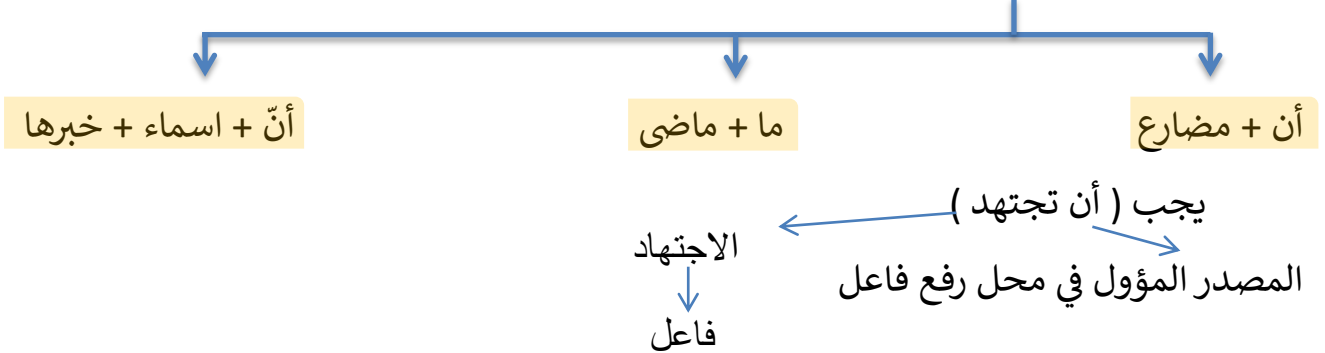 أن + مضارع
ما + ماضى
أنّ + اسماء + خبرها
يجب ( أن تجتهد )
الاجتهاد
المصدر المؤول في محل رفع فاعل
فاعل